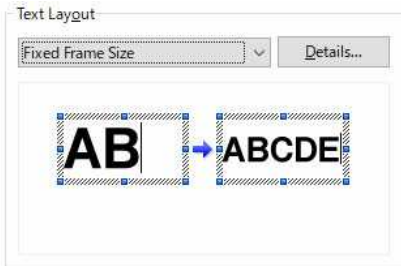 Text Layout
Fixed Frame Size
Details...
AB
ABCDE